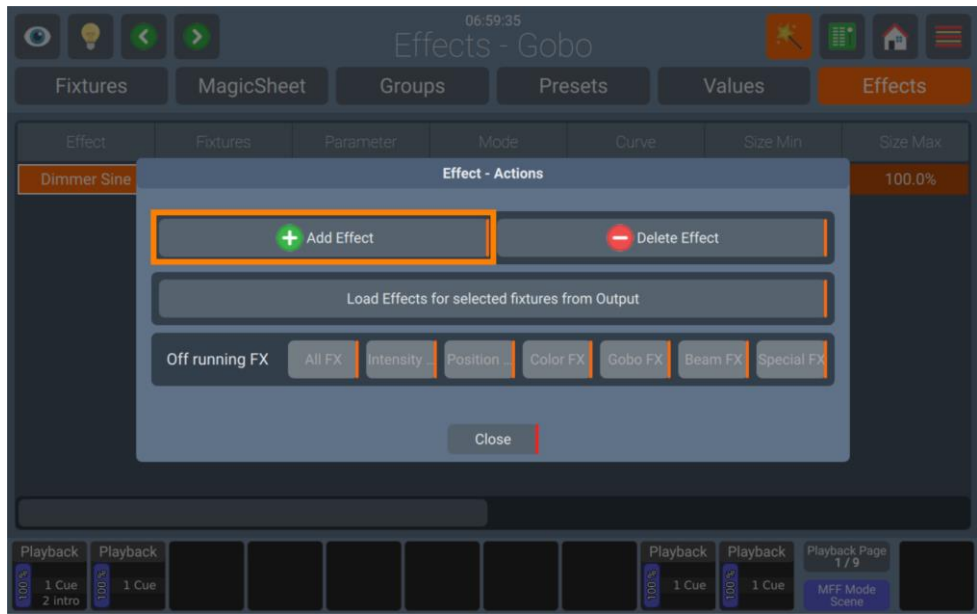 06:59:35
Effects - Gobo
Fixtures MagicSheet Groups Presets Values Effects
Effect Fixtures Parameter Mode Curve Size Min Size Max
Dimmer Sine 100.0%
Effect - Actions
Add Effect Delete Effect
Load Effects for selected fixtures from Output
Off running FX All FX Intensity .. Position .. Color FX Gobo FX Beam FX Special FX
Close
Playback Playback Playback Playback Playback Page
1 / 9
100% 1 Cue 100% 1 Cue 100% 1 Cue 100% 1 Cue MFF Mode
2 intro Scene